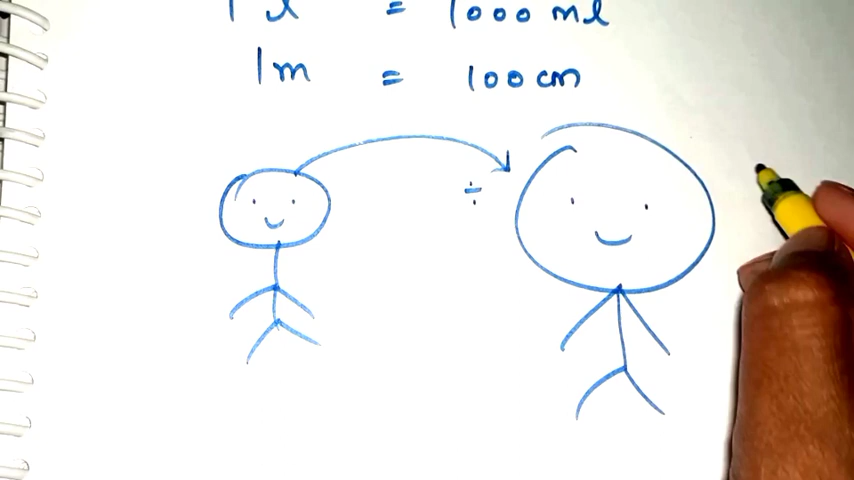 1 l = 1000 ml
1m = 100 cm
÷